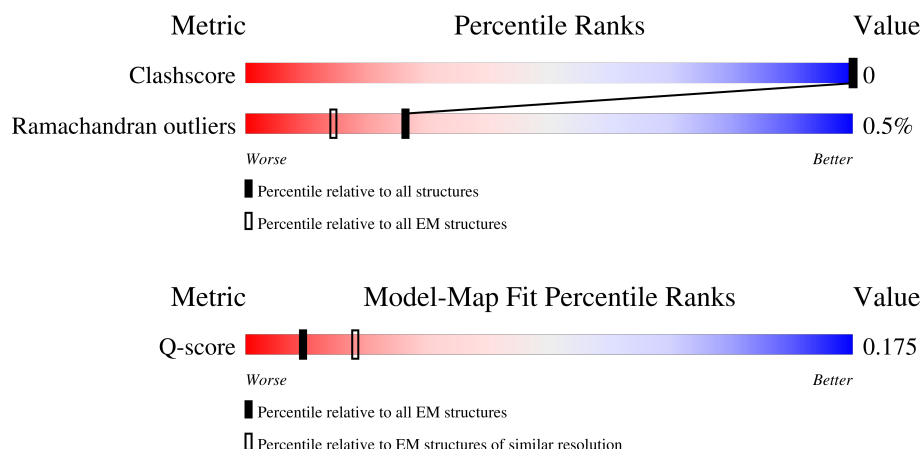 Metric Percentile Ranks Value
Clashscore 0
Ramachandran outliers 0.5%
Worse Better
Percentile relative to all structures
Percentile relative to all EM structures
Metric Model-Map Fit Percentile Ranks Value
Q-score 0.175
Worse Better
Percentile relative to all EM structures
Percentile relative to EM structures of similar resolution